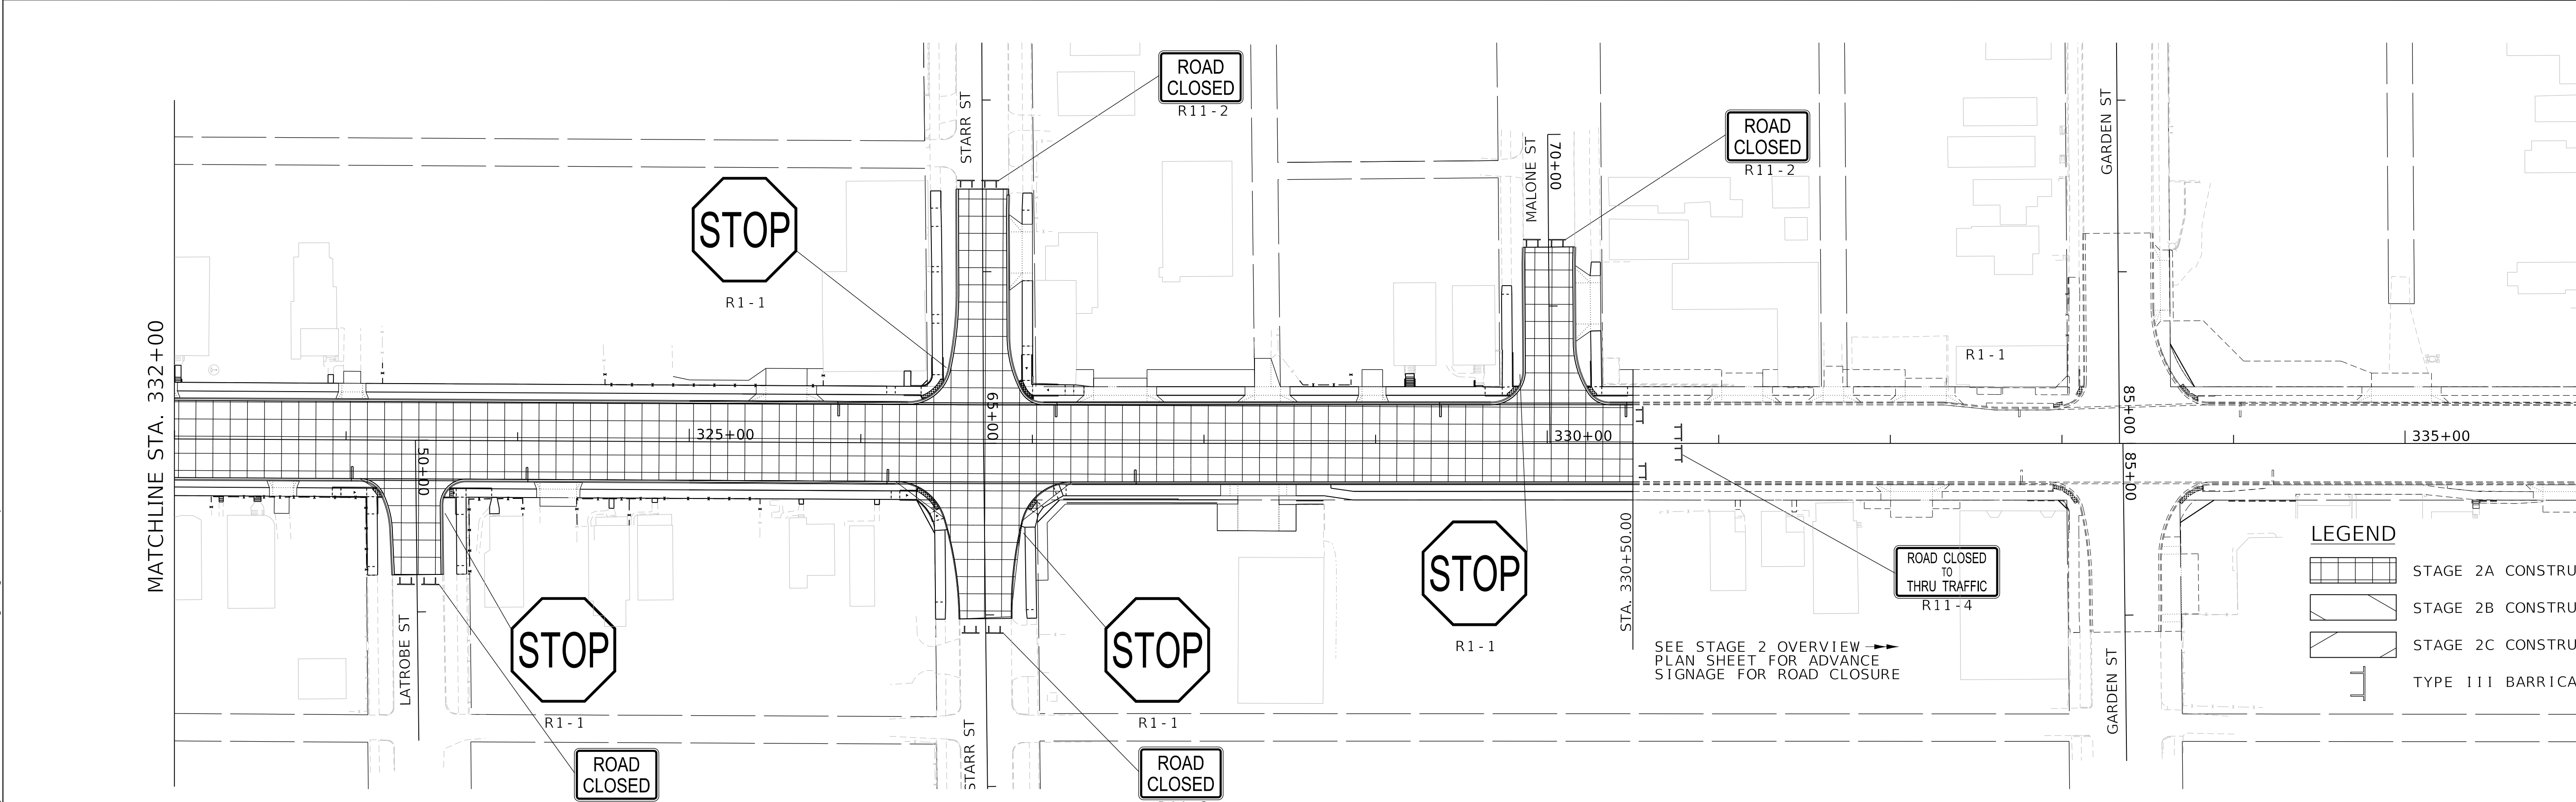 ROAD
CLOSED
R11-2
STARR ST
ROAD
CLOSED
R11-2
MALONE ST
70+00
GARDEN ST
STOP
R1-1
MATCHLINE STA. 332+00
R1-1
65+00
85+00
50+00
325+00
330+00
335+00
85+00
STA. 330+50.00
STOP
R1-1
ROAD CLOSED
TO
THRU TRAFFIC
R11-4
LEGEND
STAGE 2A CONSTRU
STAGE 2B CONSTRU
STAGE 2C CONSTRU
TYPE III BARRICA
SEE STAGE 2 OVERVIEW
PLAN SHEET FOR ADVANCE
SIGNAGE FOR ROAD CLOSURE
LATROBE ST
STOP
R1-1
STOP
R1-1
STARR ST
GARDEN ST
ROAD
CLOSED
ROAD
CLOSED